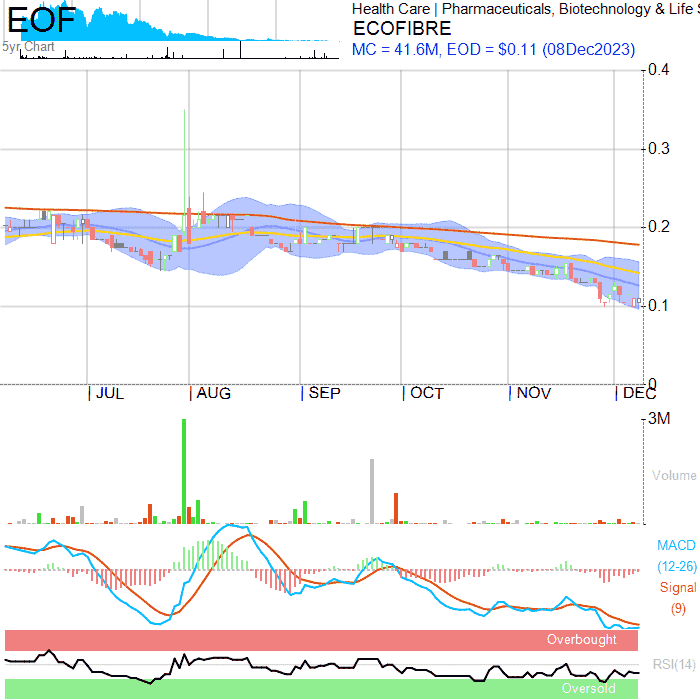 EOF
5yr Chart
Health Care | Pharmaceuticals, Biotechnology & Life S
ECOFIBRE
MC = 41.6M, EOD = $0.11 (08Dec2023)
0.4
0.3
0.2
0.1
0
JUL AUG SEP OCT NOV DEC
3M
Volume
MACD
(12-26)
Signal
(9)
Overbought
RSI(14)
Oversold